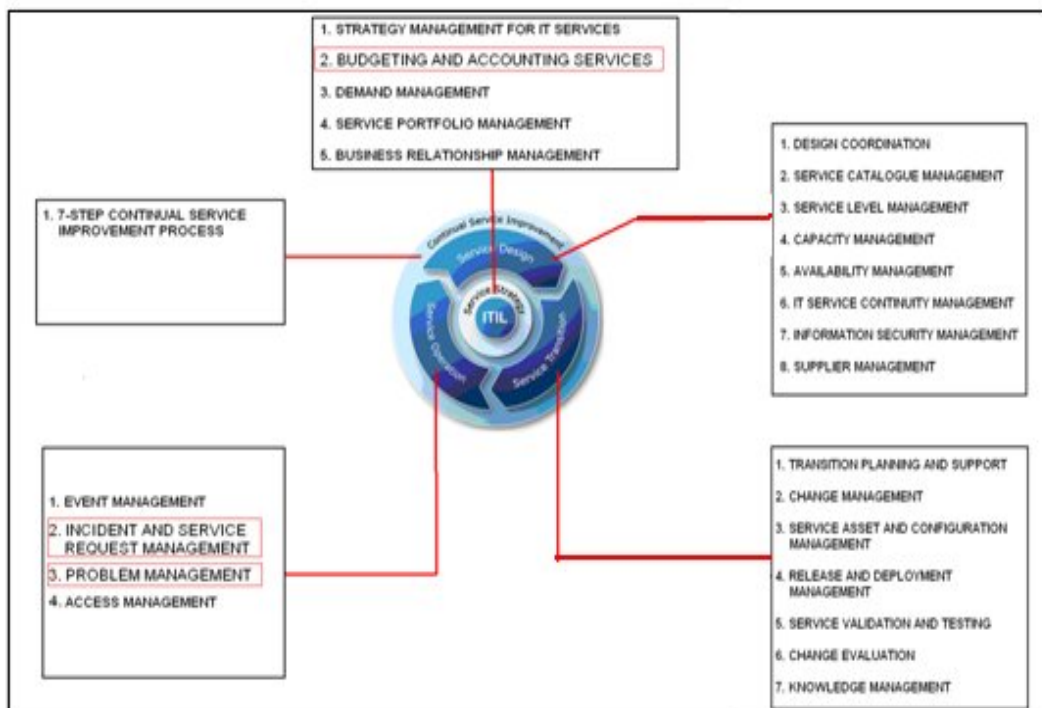 1. STRATEGY MANAGEMENT FOR IT SERVICES
2. BUDGETING AND ACCOUNTING SERVICES
3. DEMAND MANAGEMENT
4. SERVICE PORTFOLIO MANAGEMENT
5. BUSINESS RELATIONSHIP MANAGEMENT
1. 7-STEP CONTINUAL SERVICE
IMPROVEMENT PROCESS
Continual Service Improvement
Service Design
Service Strategy
ITIL
Service Operation
Service Transition
1. DESIGN COORDINATION
2. SERVICE CATALOGUE MANAGEMENT
3. SERVICE LEVEL MANAGEMENT
4. CAPACITY MANAGEMENT
5. AVAILABILITY MANAGEMENT
6. IT SERVICE CONTINUITY MANAGEMENT
7. INFORMATION SECURITY MANAGEMENT
8. SUPPLIER MANAGEMENT
1. EVENT MANAGEMENT
2. INCIDENT AND SERVICE
REQUEST MANAGEMENT
3. PROBLEM MANAGEMENT
4. ACCESS MANAGEMENT
1. TRANSITION PLANNING AND SUPPORT
2. CHANGE MANAGEMENT
3. SERVICE ASSET AND CONFIGURATION
MANAGEMENT
4. RELEASE AND DEPLOYMENT
MANAGEMENT
5. SERVICE VALIDATION AND TESTING
6. CHANGE EVALUATION
7. KNOWLEDGE MANAGEMENT